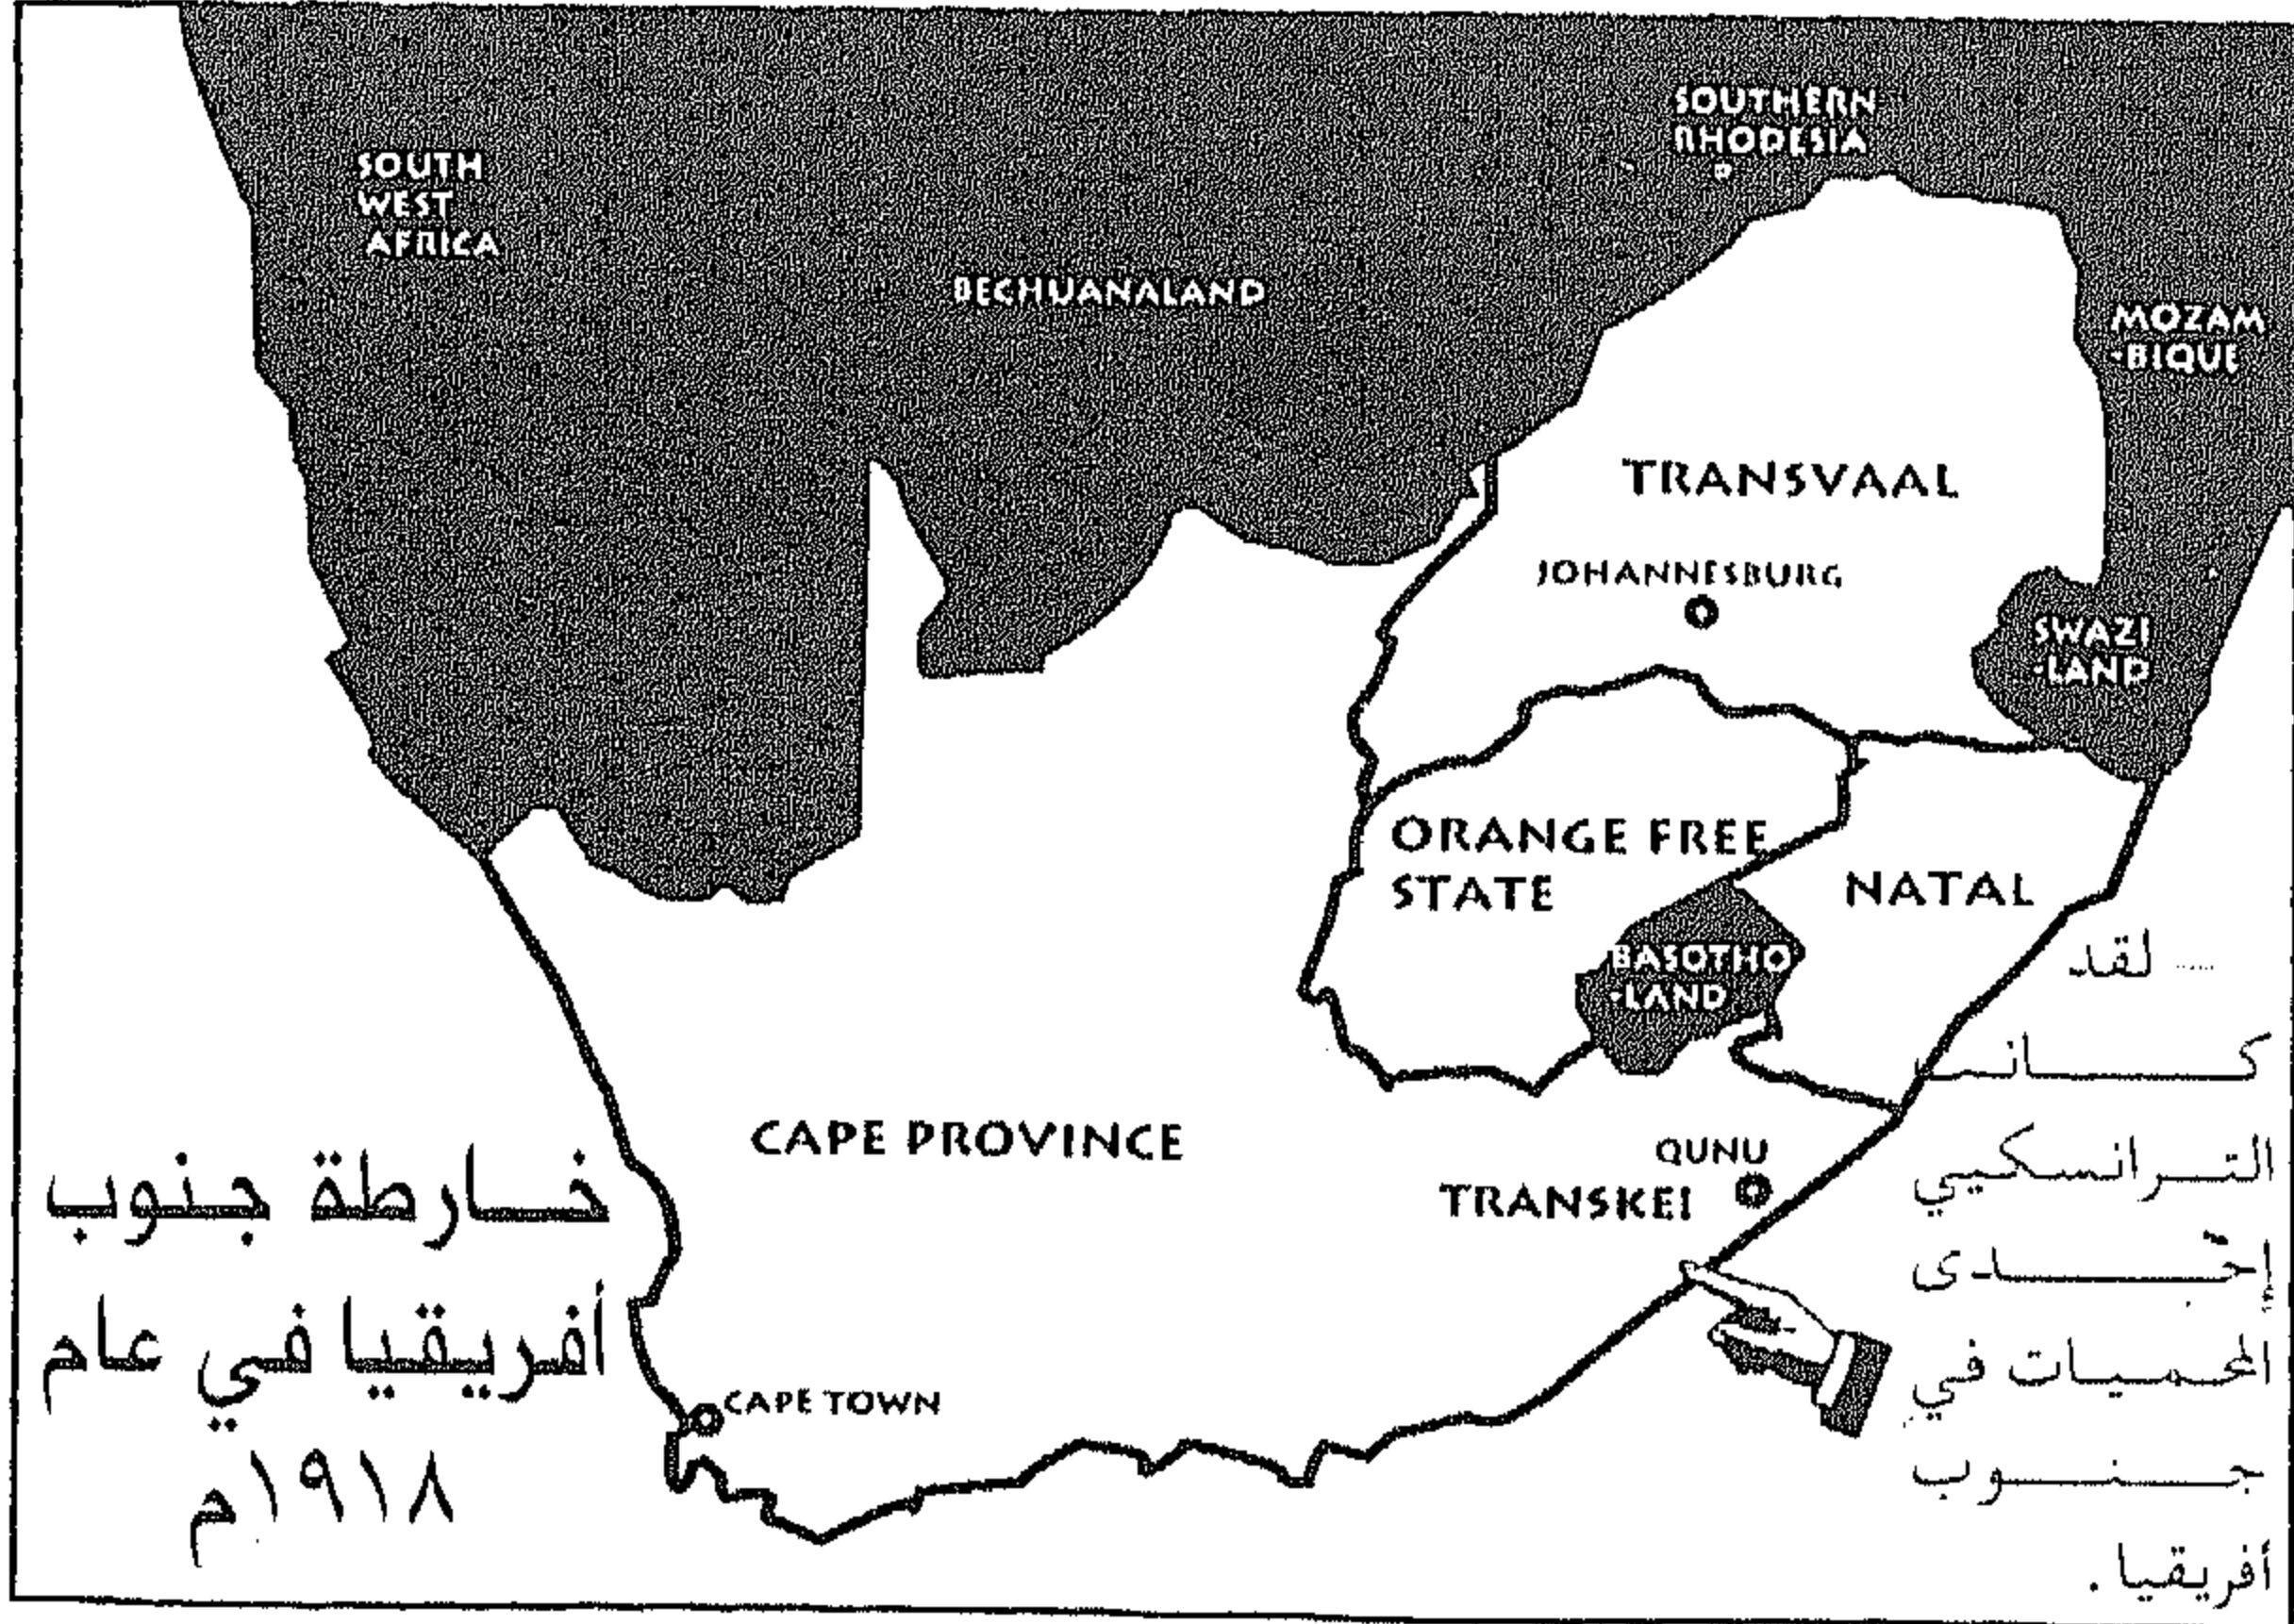 SOUTHERN
RHODESIA
SOUTH
WEST
AFRICA
BECHUANALAND
MOZAM
-BIQUE
TRANSVAAL
JOHANNESBURG
SWAZI
-LAND
ORANGE FREE
STATE
NATAL
BASOTHO
-LAND
CAPE PROVINCE
QUNU
TRANSKEI
CAPE TOWN
خارطة جنوب
أفريقيا في عام
١٩١٨م
لقد
كانت
الترانسكيي
إحدى
المحميات في
جنوب
أفريقيا .